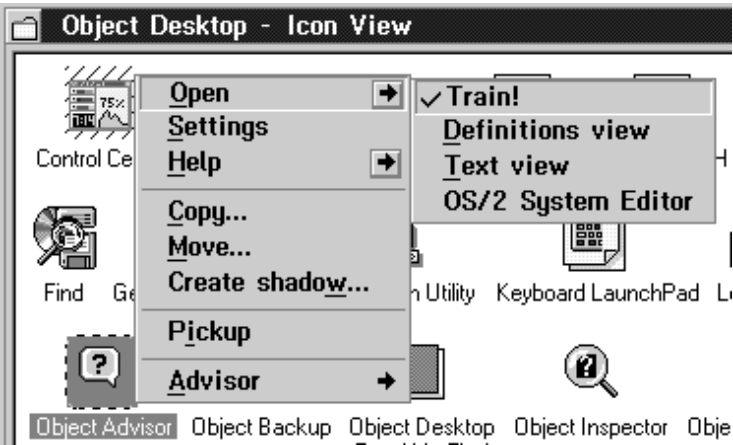 Object Desktop - Icon View
75%
Open
Settings
Help
Copy...
Move...
Create shadow...
Pickup
Advisor
Train!
Definitions view
Text view
OS/2 System Editor
Control Ce
H
Find
Ge
n Utility
Keyboard LaunchPad
Object Advisor
Object Backup
Object Desktop
Object Inspector
Obje